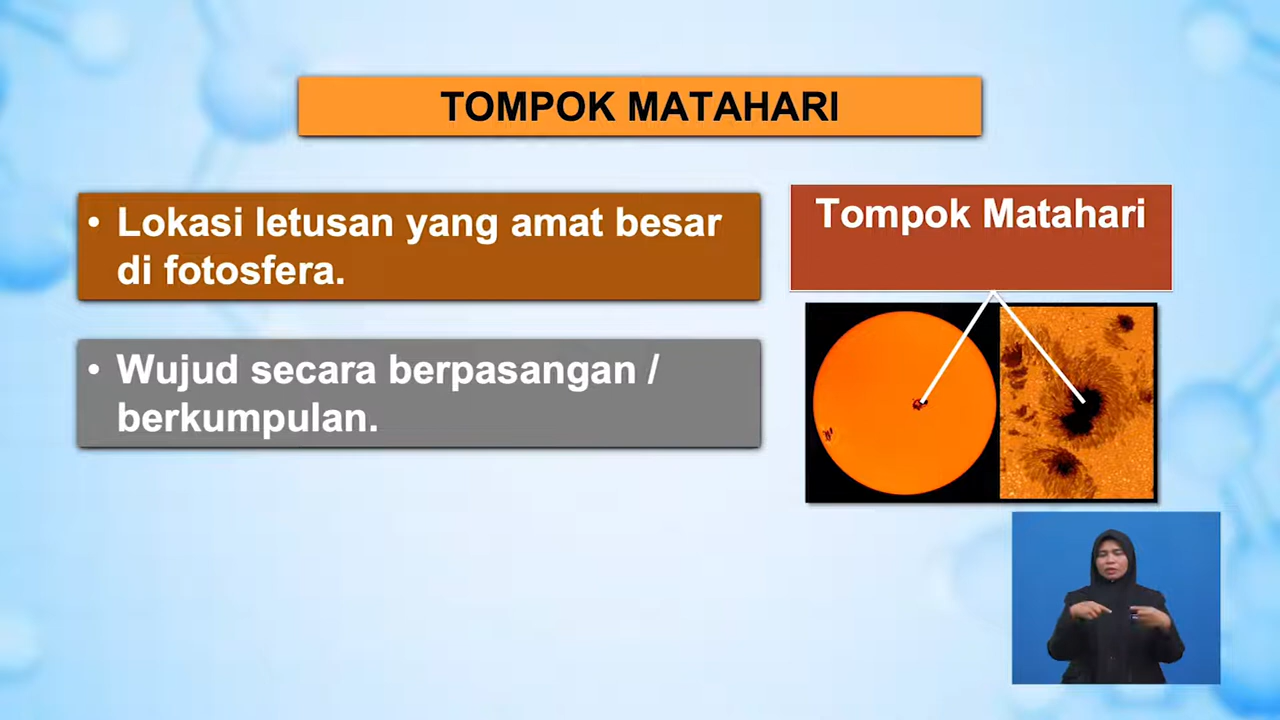 TOMPOK MATAHARI
• Lokasi letusan yang amat besar
di fotosfera.
• Wujud secara berpasangan /
berkumpulan.
Tompok Matahari